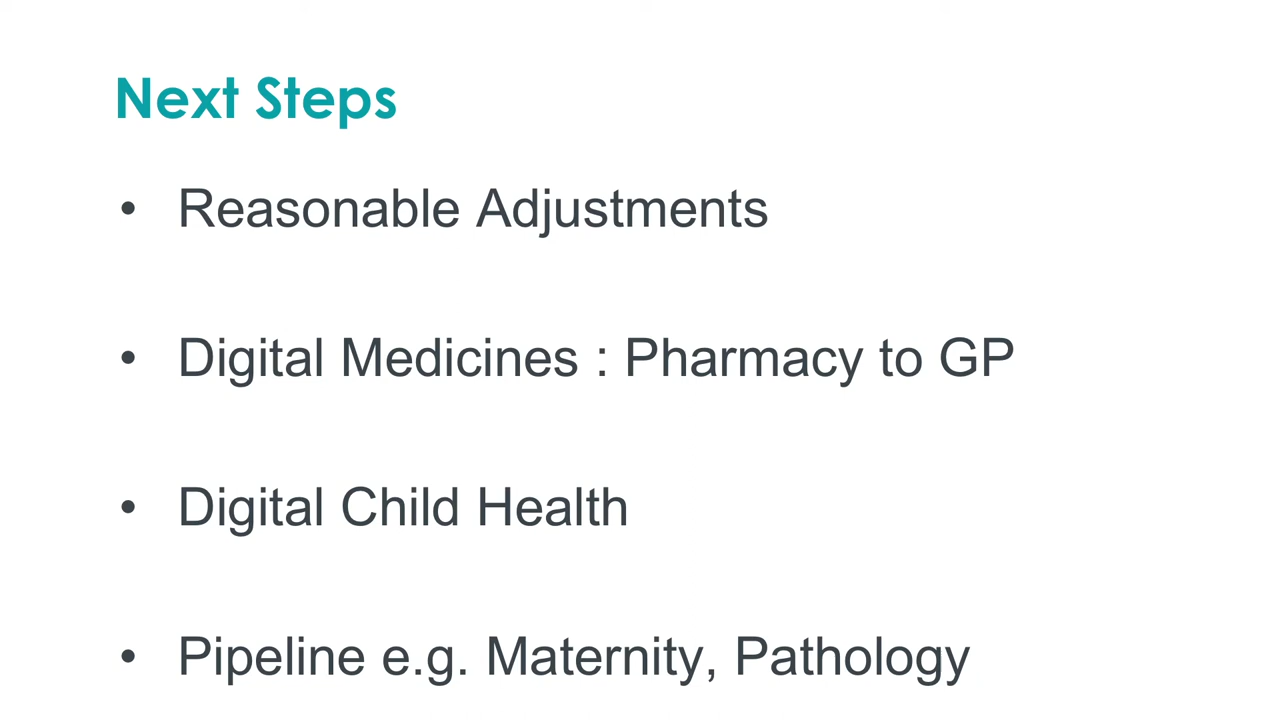 Next Steps
• Reasonable Adjustments
• Digital Medicines : Pharmacy to GP
• Digital Child Health
• Pipeline e.g. Maternity, Pathology